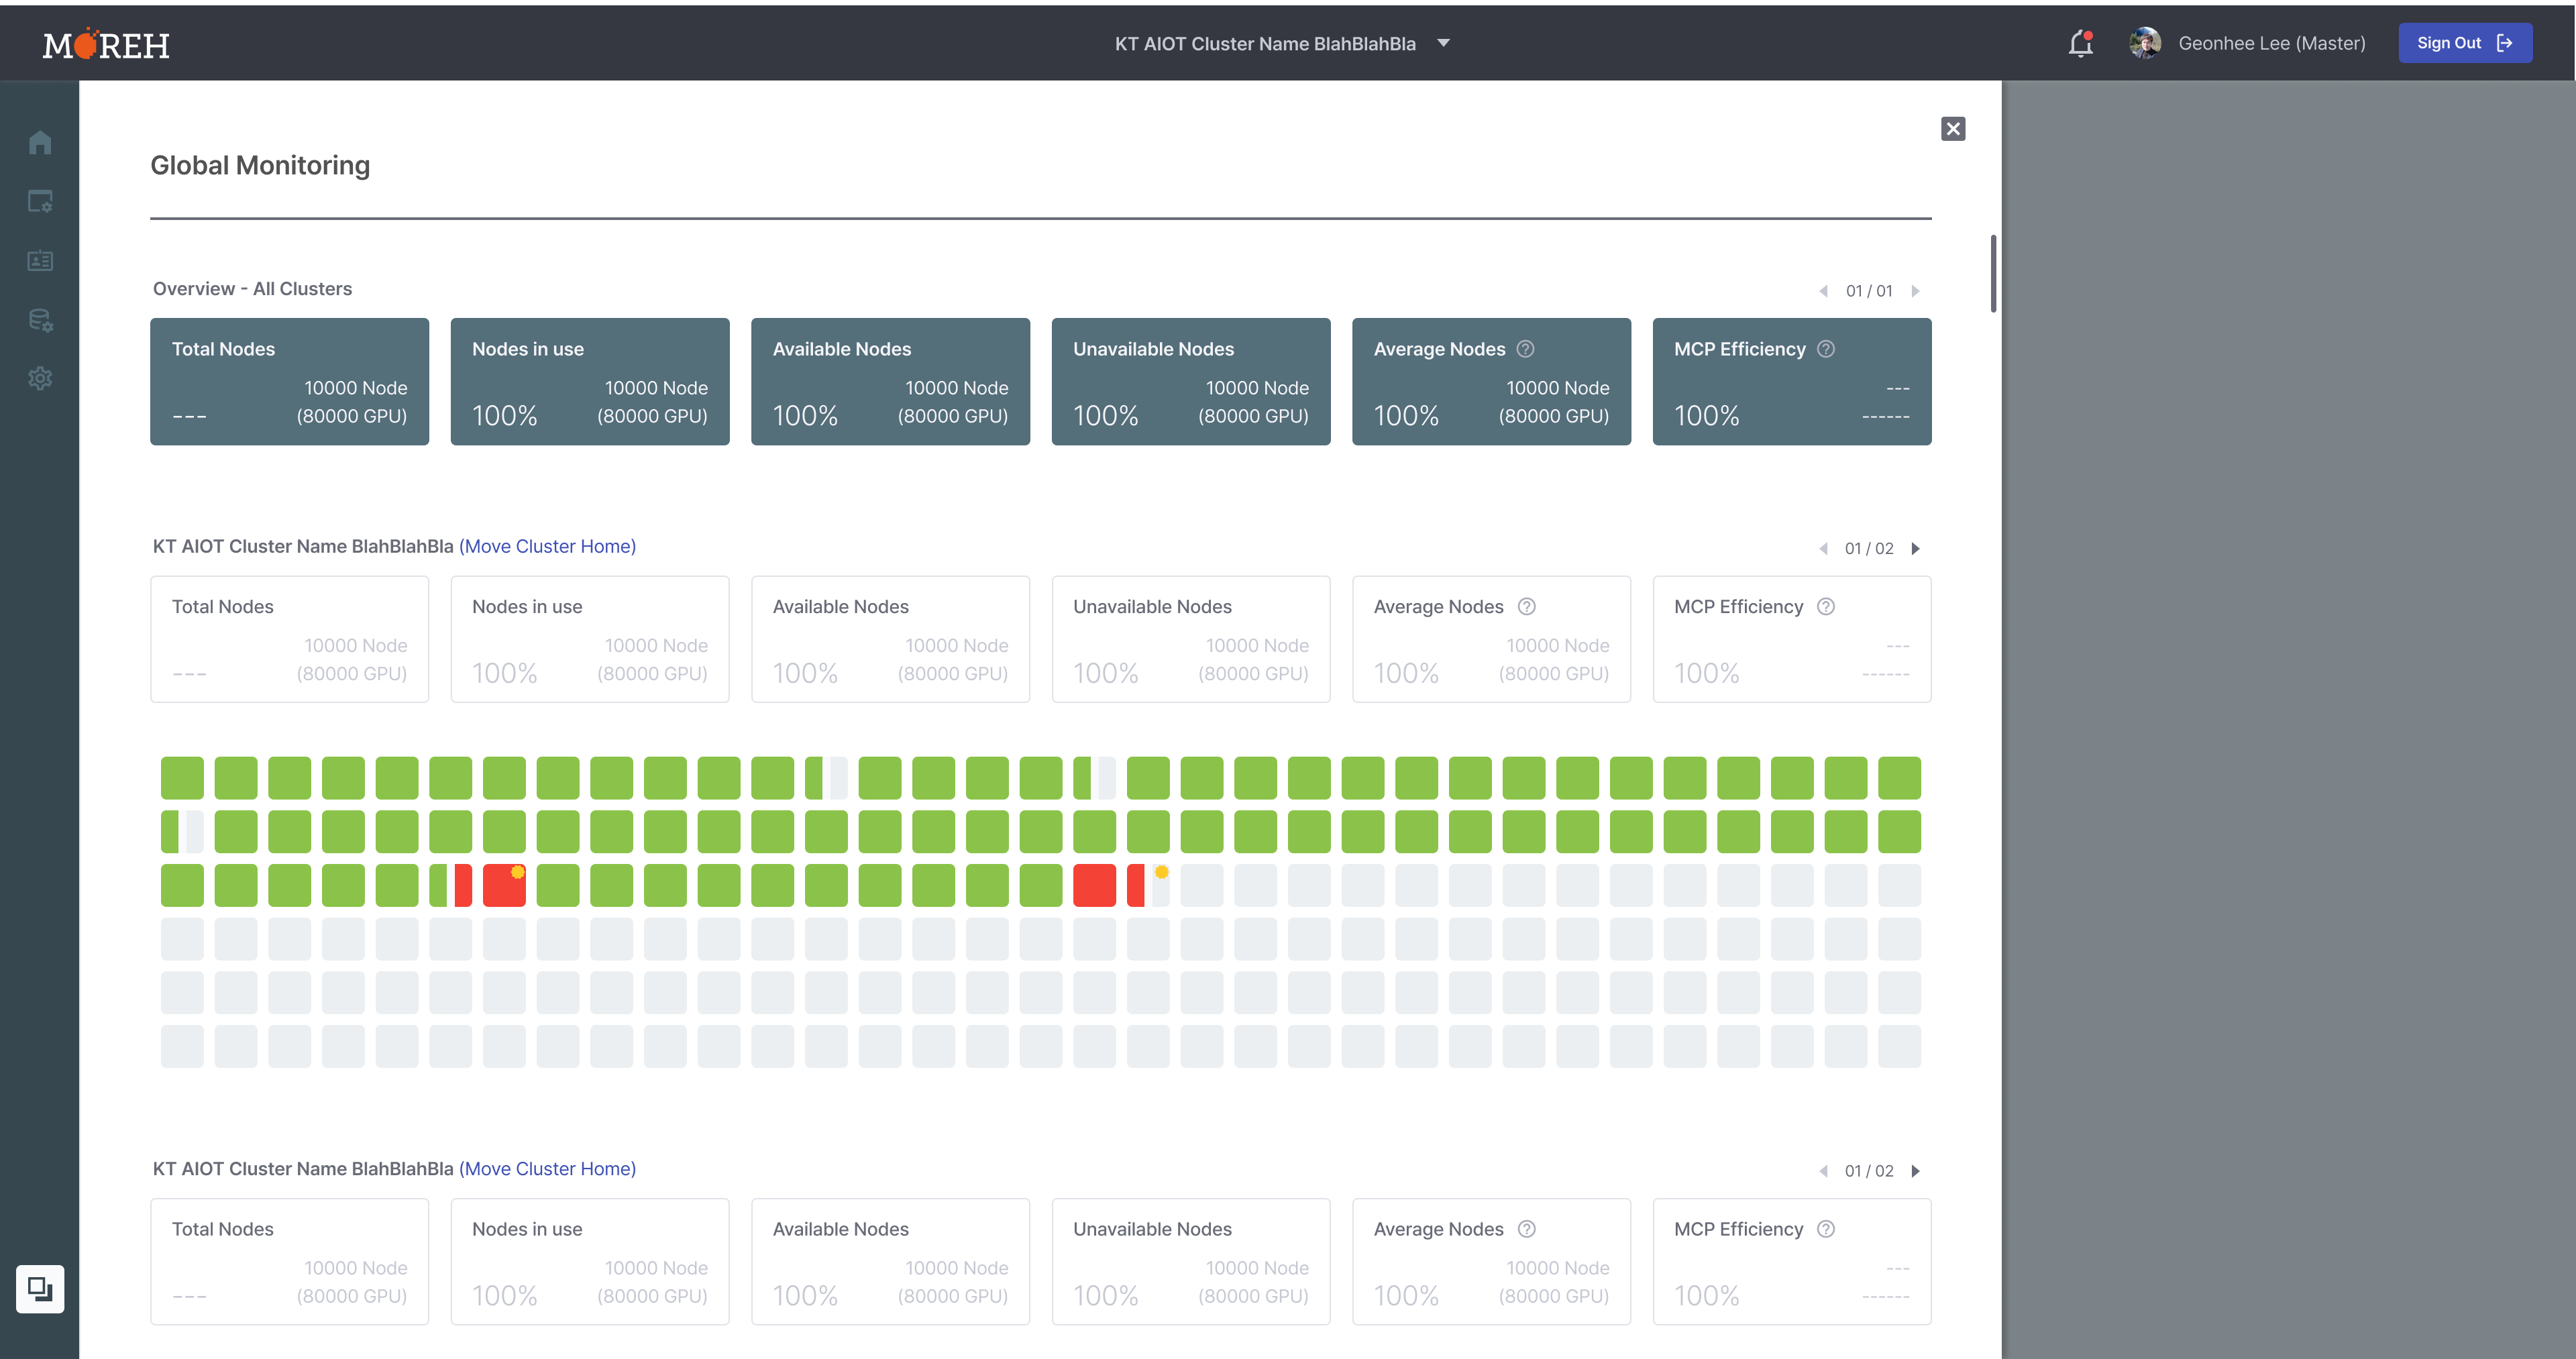 MOREH
KT AIOT Cluster Name BlahBlahBla
Geonhee Lee (Master)
Sign Out
Global Monitoring
Overview - All Clusters
01 / 01
Total Nodes
10000 Node
---
(80000 GPU)
Nodes in use
10000 Node
100%
(80000 GPU)
Available Nodes
10000 Node
100%
(80000 GPU)
Unavailable Nodes
10000 Node
100%
(80000 GPU)
Average Nodes ?
10000 Node
100%
(80000 GPU)
MCP Efficiency ?
---
100%
------
KT AIOT Cluster Name BlahBlahBla (Move Cluster Home)
01 / 02
Total Nodes
10000 Node
---
(80000 GPU)
Nodes in use
10000 Node
100%
(80000 GPU)
Available Nodes
10000 Node
100%
(80000 GPU)
Unavailable Nodes
10000 Node
100%
(80000 GPU)
Average Nodes ?
10000 Node
100%
(80000 GPU)
MCP Efficiency ?
---
100%
------
KT AIOT Cluster Name BlahBlahBla (Move Cluster Home)
01 / 02
Total Nodes
10000 Node
---
(80000 GPU)
Nodes in use
10000 Node
100%
(80000 GPU)
Available Nodes
10000 Node
100%
(80000 GPU)
Unavailable Nodes
10000 Node
100%
(80000 GPU)
Average Nodes ?
10000 Node
100%
(80000 GPU)
MCP Efficiency ?
---
100%
------